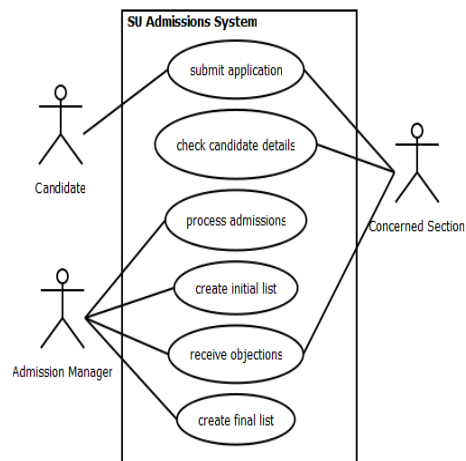 SU Admissions System
submit application
check candidate details
Candidate
process admissions
Concerned Section
create initial list
receive objections
Admission Manager
create final list